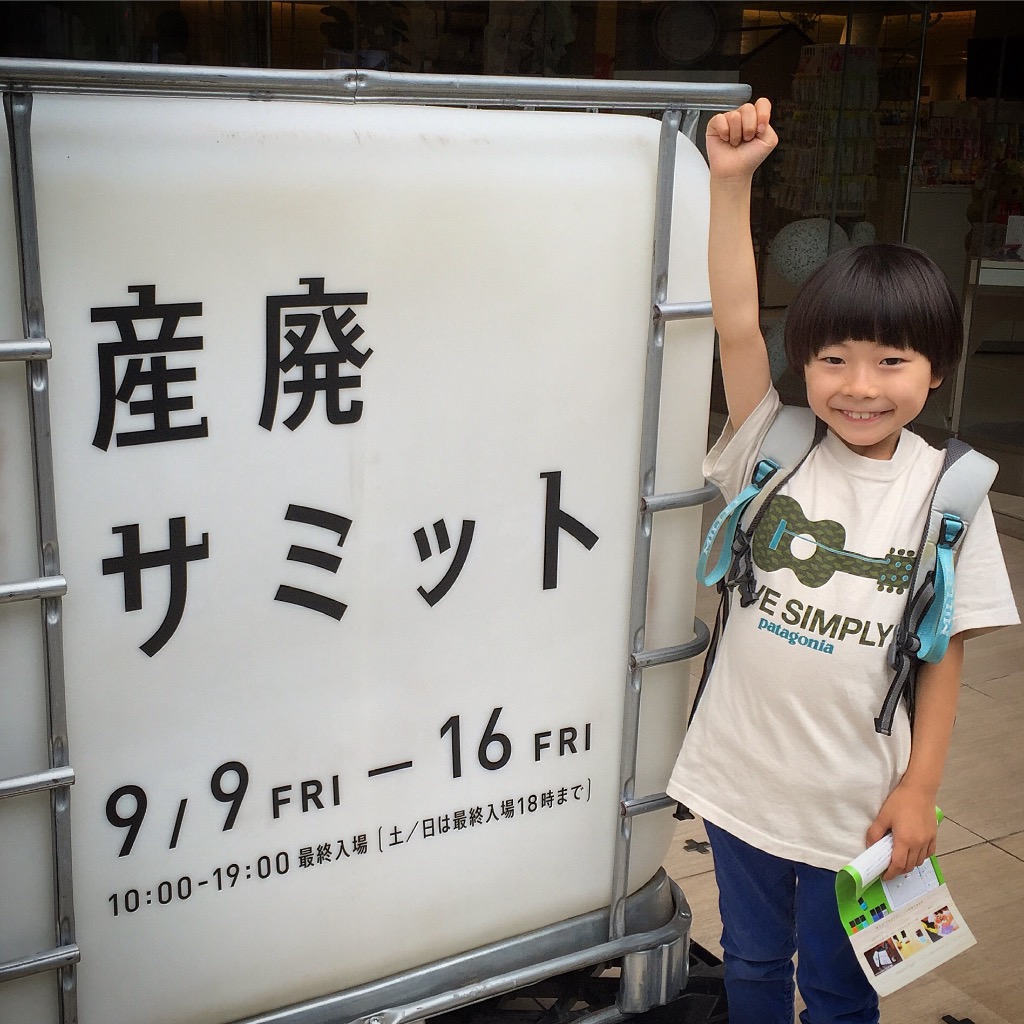 産廃
サミット
9/9 FRI — 16 FRI
10:00-19:00 最終入場 [土/日は最終入場18時まで]
SIMPLY
patagonia